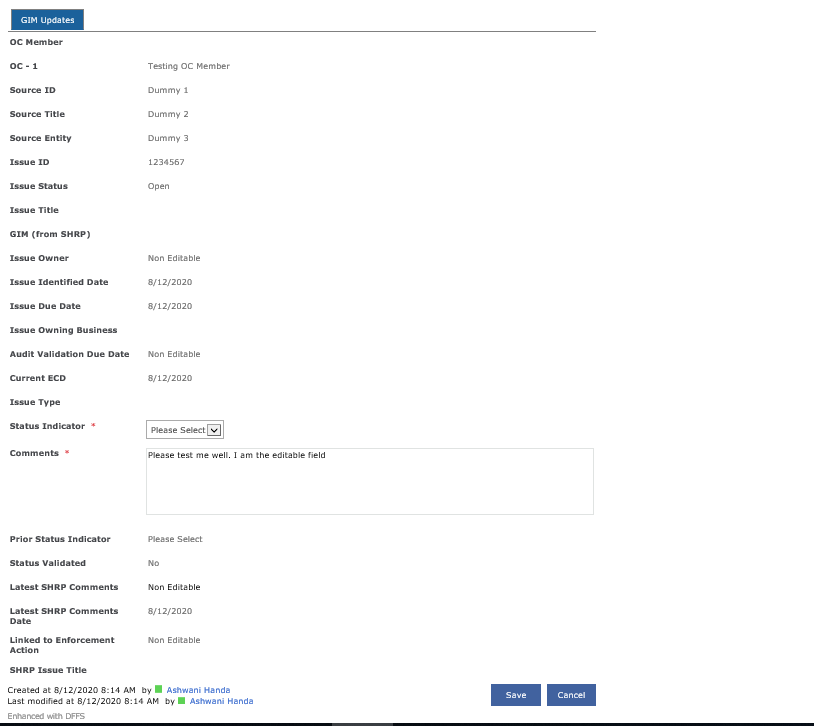 GIM Updates
OC Member
OC - 1 Testing OC Member
Source ID Dummy 1
Source Title Dummy 2
Source Entity Dummy 3
Issue ID 1234567
Issue Status Open
Issue Title
GIM (from SHRP)
Issue Owner Non Editable
Issue Identified Date 8/12/2020
Issue Due Date 8/12/2020
Issue Owning Business
Audit Validation Due Date Non Editable
Current ECD 8/12/2020
Issue Type
Status Indicator * Please Select
Comments * Please test me well. I am the editable field
Prior Status Indicator Please Select
Status Validated No
Latest SHRP Comments Non Editable
Latest SHRP Comments 8/12/2020
Date
Linked to Enforcement Non Editable
Action
SHRP Issue Title
Created at 8/12/2020 8:14 AM by Ashwani Handa
Last modified at 8/12/2020 8:14 AM by Ashwani Handa
Save Cancel
Enhanced with DFFS